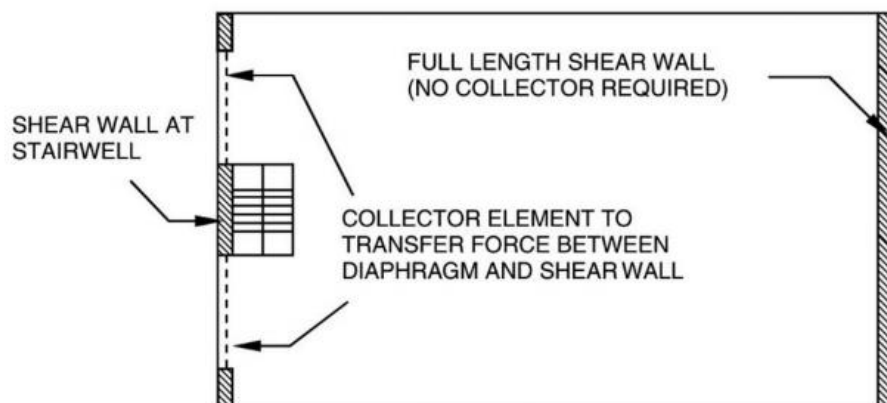 FULL LENGTH SHEAR WALL
(NO COLLECTOR REQUIRED)
SHEAR WALL AT
STAIRWELL
COLLECTOR ELEMENT TO
TRANSFER FORCE BETWEEN
DIAPHRAGM AND SHEAR WALL